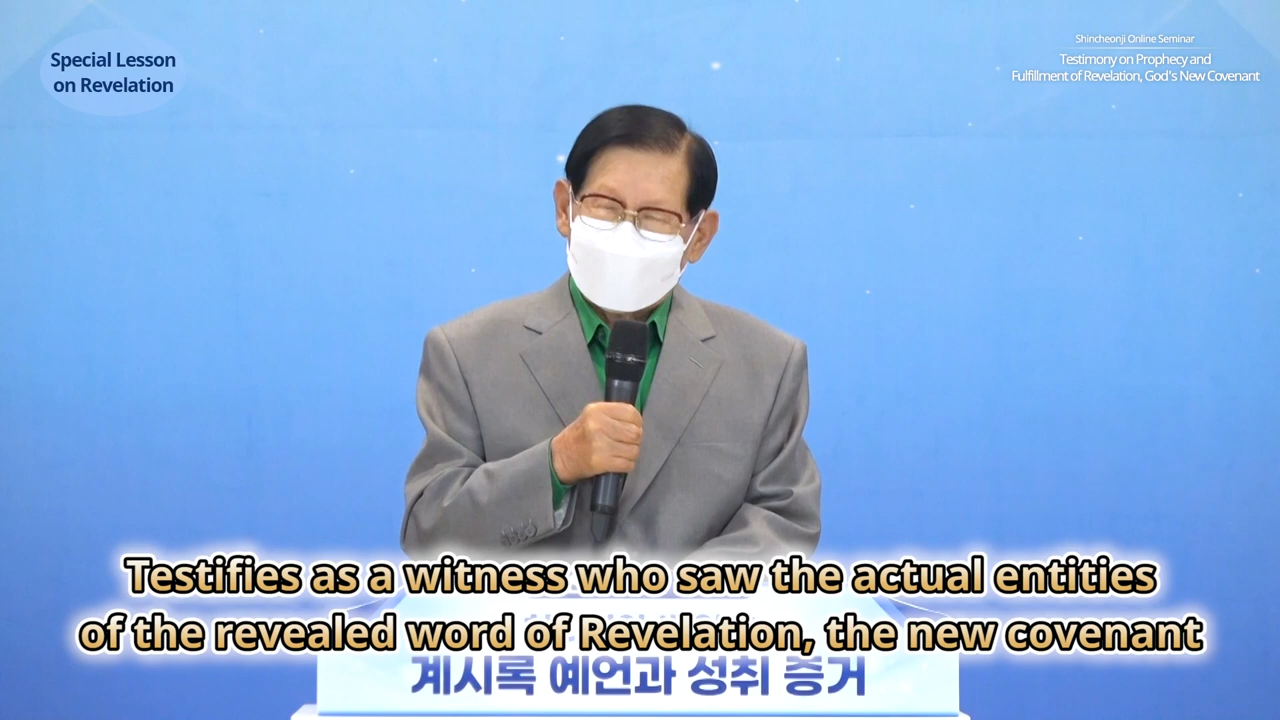 Special Lesson
on Revelation
Shincheonji Online Seminar
Testimony on Prophecy and
Fulfillment of Revelation, God's New Covenant
Testifies as a witness who saw the actual entities
of the revealed word of Revelation, the new covenant
계시록 예언과 성취 증거